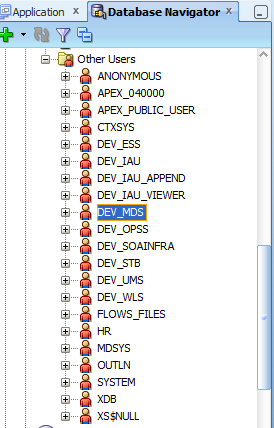 Application
Database Navigator
Other Users
ANONYMOUS
APEX_040000
APEX_PUBLIC_USER
CTXSYS
DEV_ESS
DEV_IAU
DEV_IAU_APPEND
DEV_IAU_VIEWER
DEV_MDS
DEV_OPSS
DEV_SOAINFRA
DEV_STB
DEV_UMS
DEV_WLS
FLOWS_FILES
HR
MDSYS
OUTLN
SYSTEM
XDB
XS$NULL